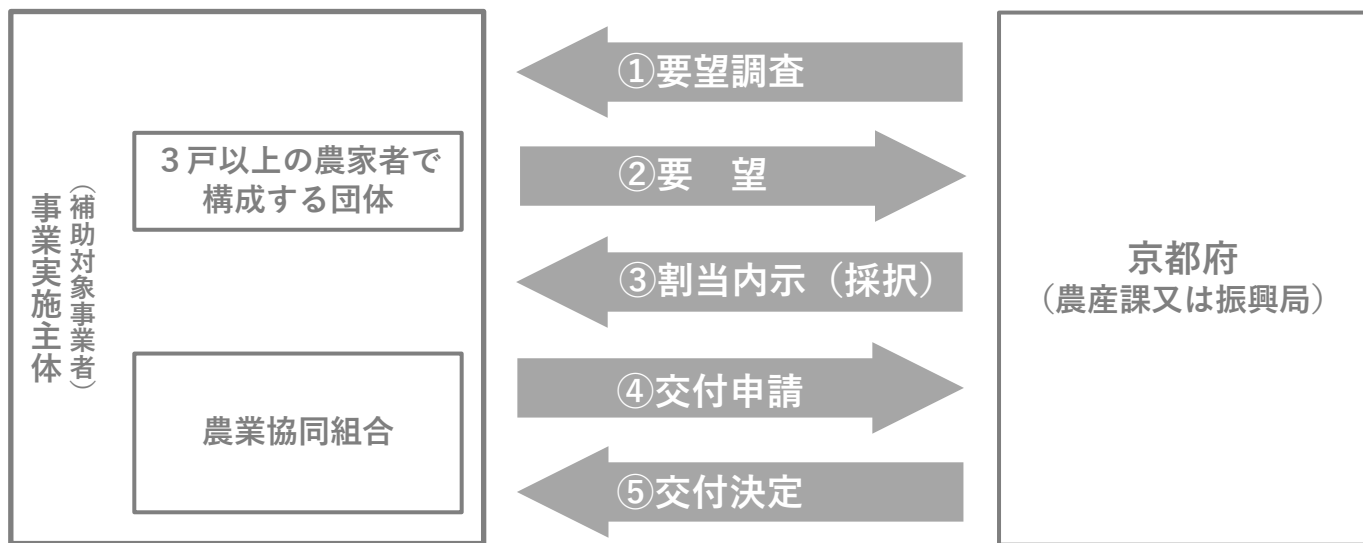 事業実施主体
（補助対象事業者）
３戸以上の農家者で
構成する団体
農業協同組合
①要望調査
②要　望
③割当内示（採択）
④交付申請
⑤交付決定
京都府
（農産課又は振興局）